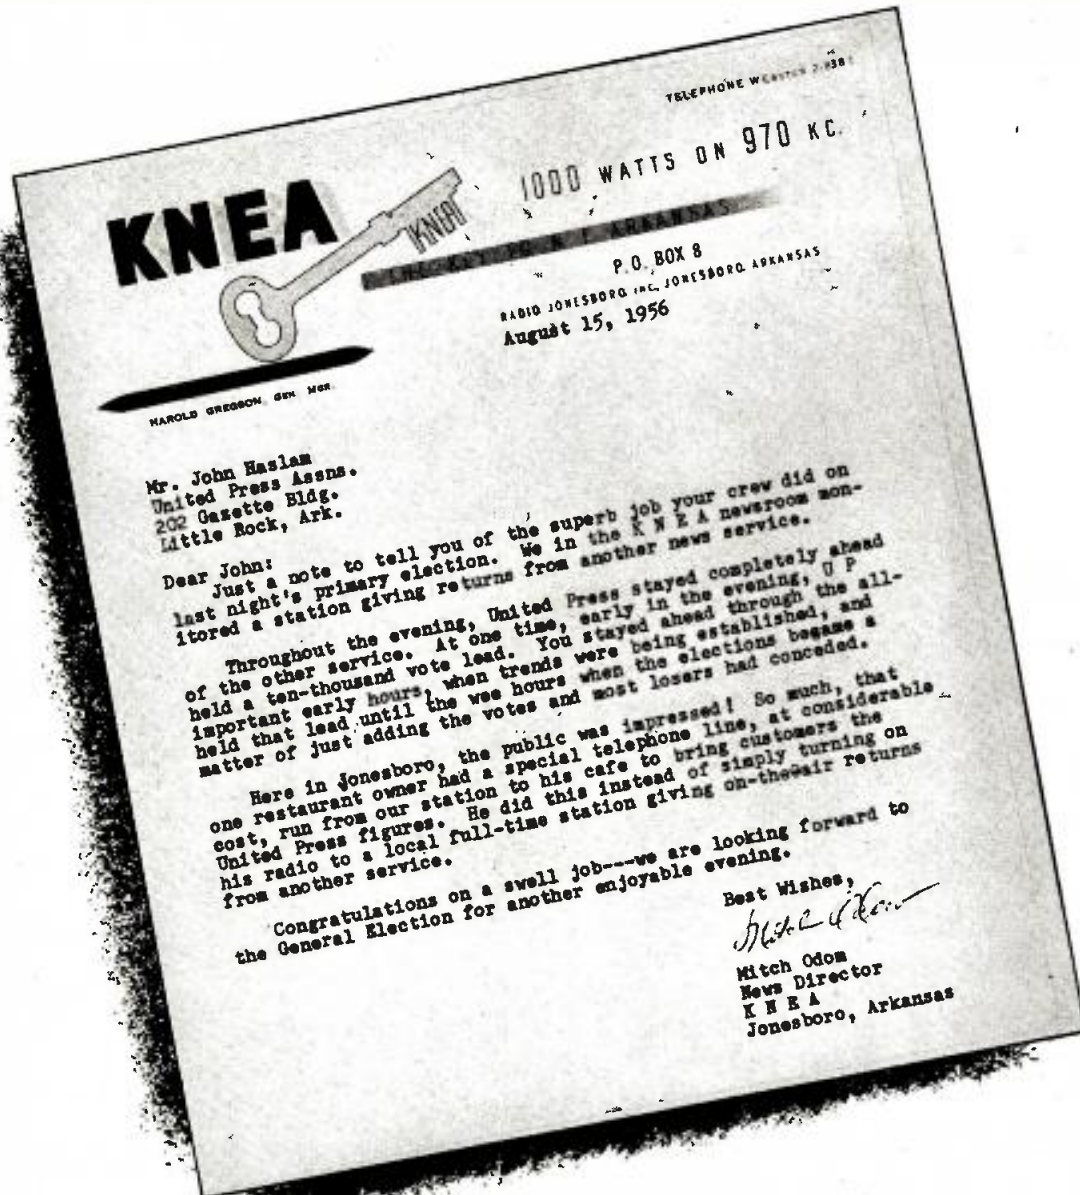 TELEPHONE WEBSTER
1000 WATTS ON 970 KC.
KNEA
KNEA
THE KEY TO N E ARKANSAS
P.O. BOX 8
RADIO JONESBORO, INC., JONESBORO, ARKANSAS
August 15, 1956
HAROLD GREGSON, GEN. MGR.
Mr. John Haslam
United Press Assns.
202 Gazette Bldg.
Little Rock, Ark.
Dear John:
Just a note to tell you of the superb job your crew did on
last night's primary election. We in the K N E A newsroom mon-
itored a station giving returns from another news service.
Throughout the evening, United Press stayed completely ahead
of the other service. At one time, early in the evening, U P
held a ten-thousand vote lead. You stayed ahead through the all-
important early hours, when trends were being established, and
held that lead until the wee hours when the elections became a
matter of just adding the votes and most losers had conceded.
Here in Jonesboro, the public was impressed! So much, that
one restaurant owner had a special telephone line, at considerable
cost, run from our station to his cafe to bring customers the
United Press figures. He did this instead of simply turning on
his radio to a local full-time station giving on-the-air returns
from another service.
Congratulations on a swell job---we are looking forward to
the General Election for another enjoyable evening.
Best Wishes,
Mitch Odom
Mitch Odom
News Director
K N E A
Jonesboro, Arkansas